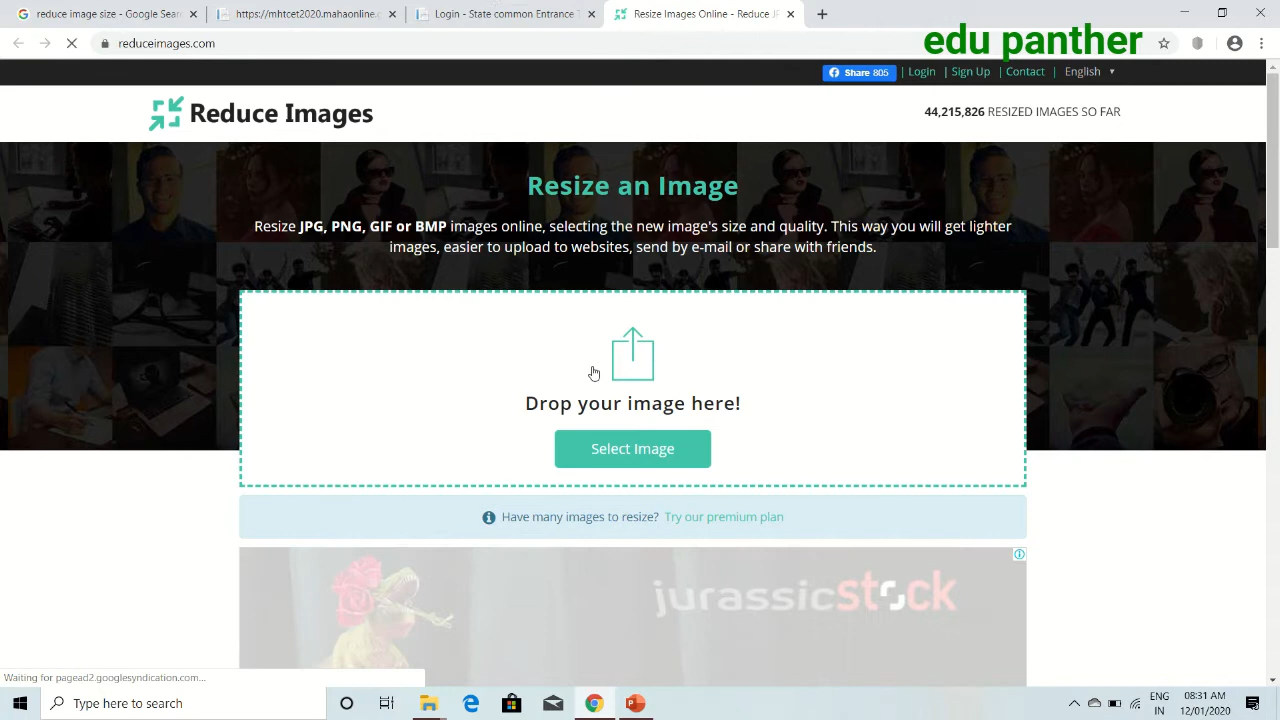 reduce image size - Google Sear
mhtcet2020.mahaonline.gov.in/
Login - State common Entrance T
Resize an Image Online - Reduce J
reduceimages.com
edu panther
Share 805 | Login | Sign Up | Contact | English ▼
Reduce Images
44,215,826 RESIZED IMAGES SO FAR
Resize an Image
Resize JPG, PNG, GIF or BMP images online, selecting the new image's size and quality. This way you will get lighter
images, easier to upload to websites, send by e-mail or share with friends.
Drop your image here!
Select Image
Have many images to resize? Try our premium plan
jurassicstock
Waiting for pagead2.googlesyndication.com...
Type here to search
ENG
IN
08:31 AM
12/01/2020